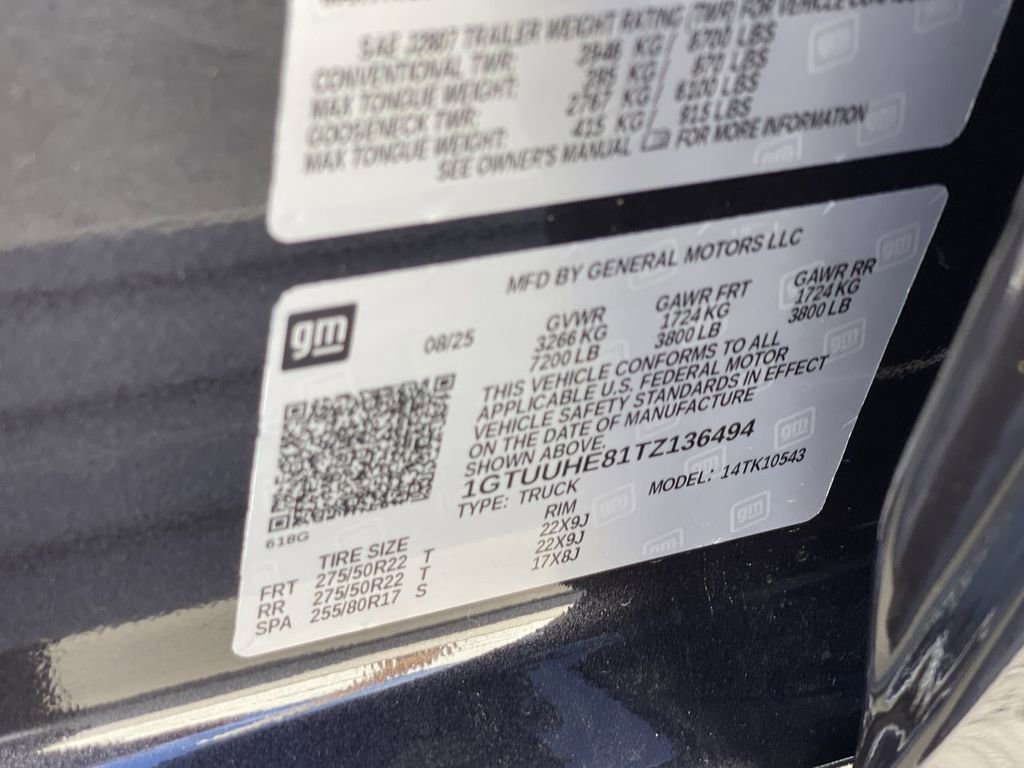 SAE J2807 TRAILER WEIGHT RATING (TWR) FOR VEHICLE
CONVENTIONAL TWR: 3946 KG/ 8700 LBS
MAX TONGUE WEIGHT: 395 KG/ 870 LBS
GOOSENECK TWR: 2767 KG/ 6100 LBS
MAX TONGUE WEIGHT: 415 KG/ 915 LBS
SEE OWNER'S MANUAL FOR MORE INFORMATION
MFD BY GENERAL MOTORS LLC
gm
08/25
GVWR GAWR FRT GAWR RR
3266 KG 1724 KG 1724 KG
7200 LB 3800 LB 3800 LB
THIS VEHICLE CONFORMS TO ALL
APPLICABLE U.S. FEDERAL MOTOR
VEHICLE SAFETY STANDARDS IN EFFECT
ON THE DATE OF MANUFACTURE
SHOWN ABOVE.
1GTUUHE81TZ136494
TYPE: TRUCK MODEL: 14TK10543
618G
TIRE SIZE RIM
FRT 275/50R22 T 22X9J
RR 275/50R22 T 22X9J
SPA 255/80R17 S 17X8J